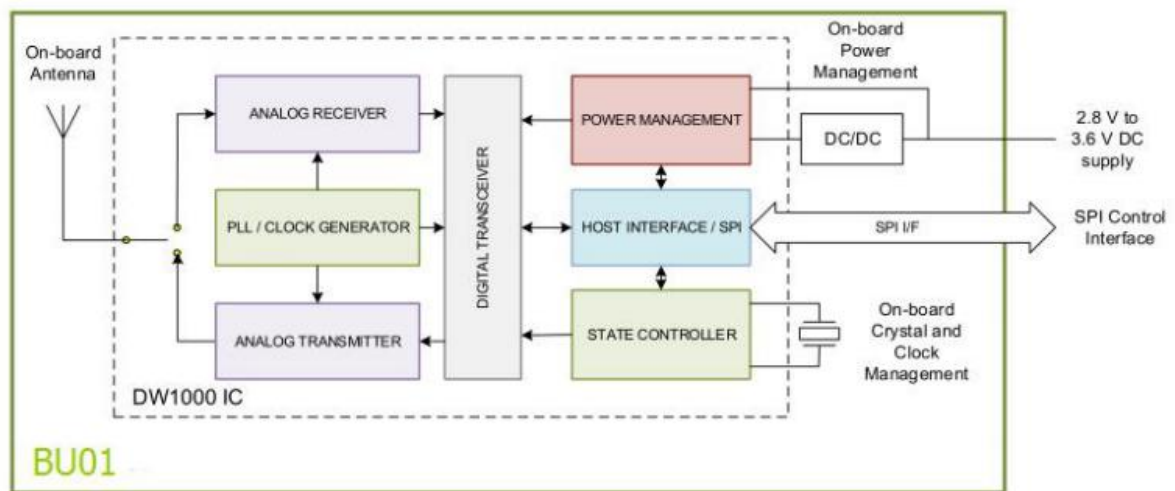 On-board
Antenna
ANALOG RECEIVER
PLL / CLOCK GENERATOR
ANALOG TRANSMITTER
DIGITAL TRANSCEIVER
POWER MANAGEMENT
HOST INTERFACE / SPI
STATE CONTROLLER
On-board
Power
Management
DC/DC
2.8 V to
3.6 V DC
supply
SPI I/F
SPI Control
Interface
On-board
Crystal and
Clock
Management
DW1000 IC
BU01